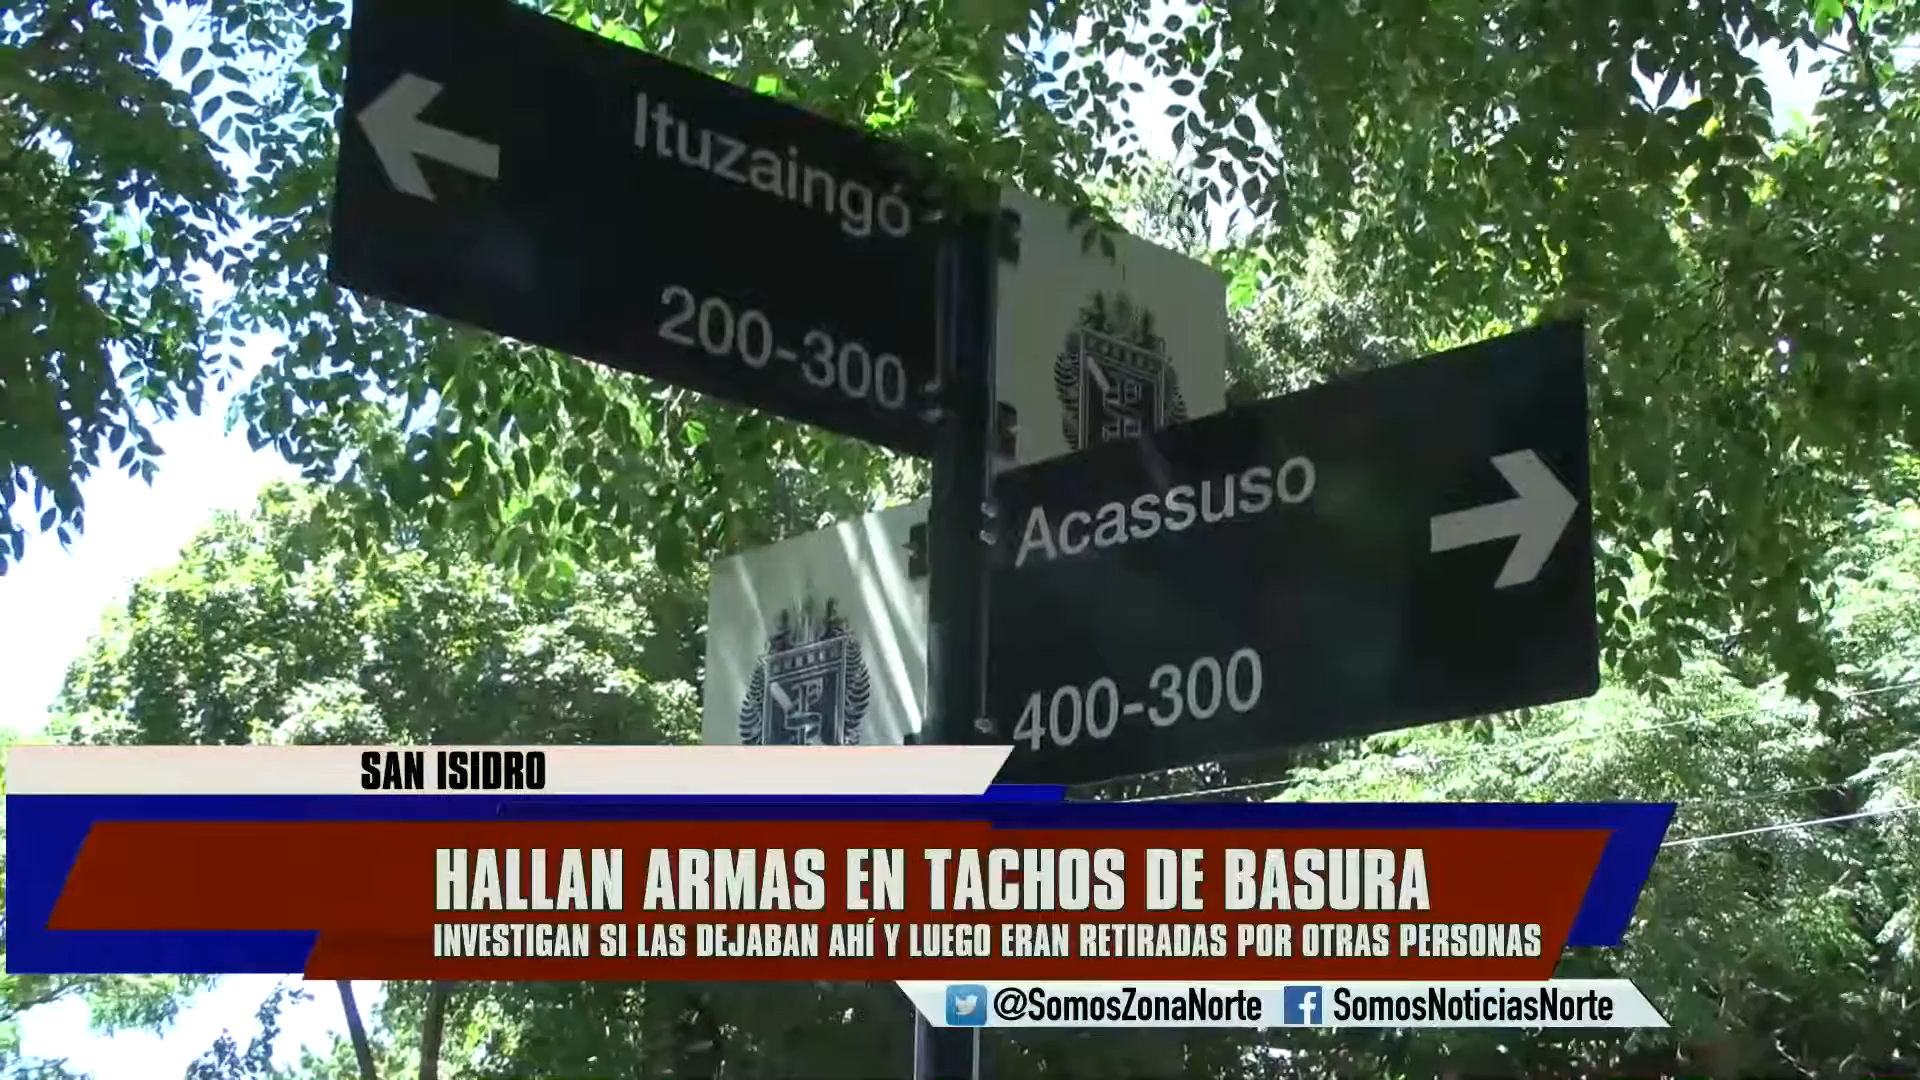 Ituzaingó
200-300
Acassuso
400-300
SAN ISIDRO
HALLAN ARMAS EN TACHOS DE BASURA
INVESTIGAN SI LAS DEJABAN AHÍ Y LUEGO ERAN RETIRADAS POR OTRAS PERSONAS
@SomosZonaNorte SomosNoticiasNorte